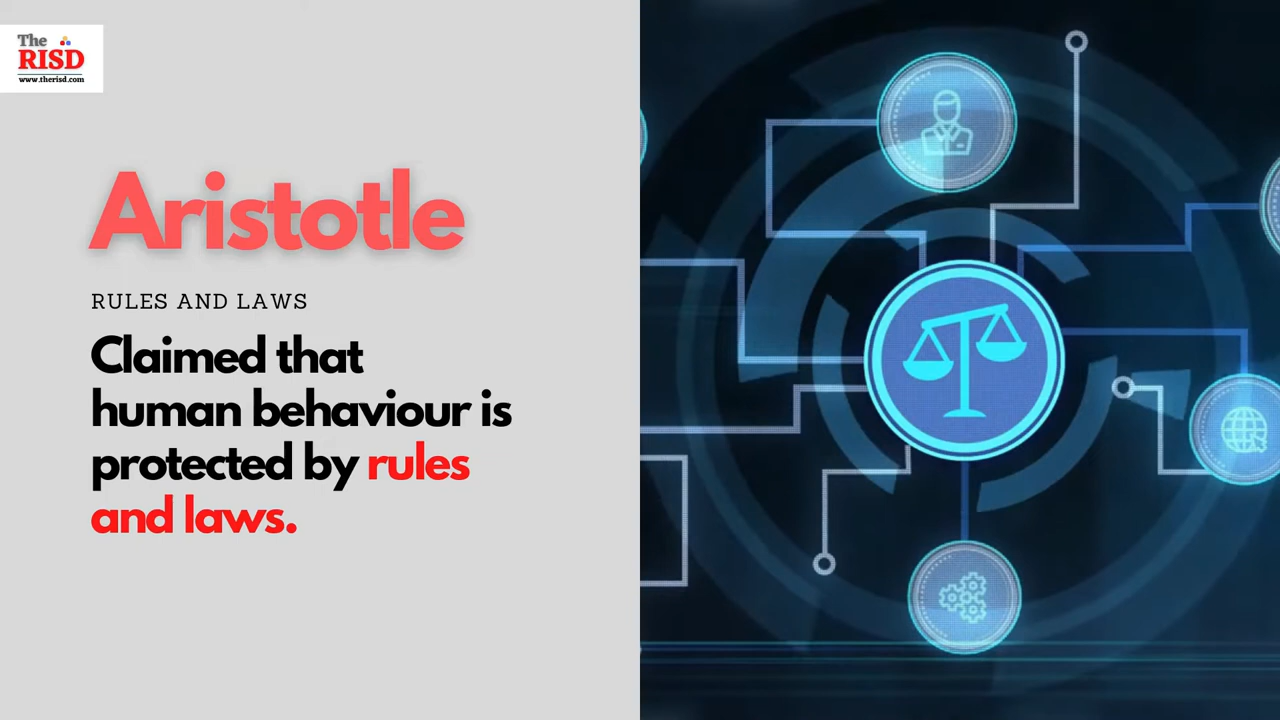 The
RISD
www.therisd.com
Aristotle
RULES AND LAWS
Claimed that
human behaviour is
protected by rules
and laws.